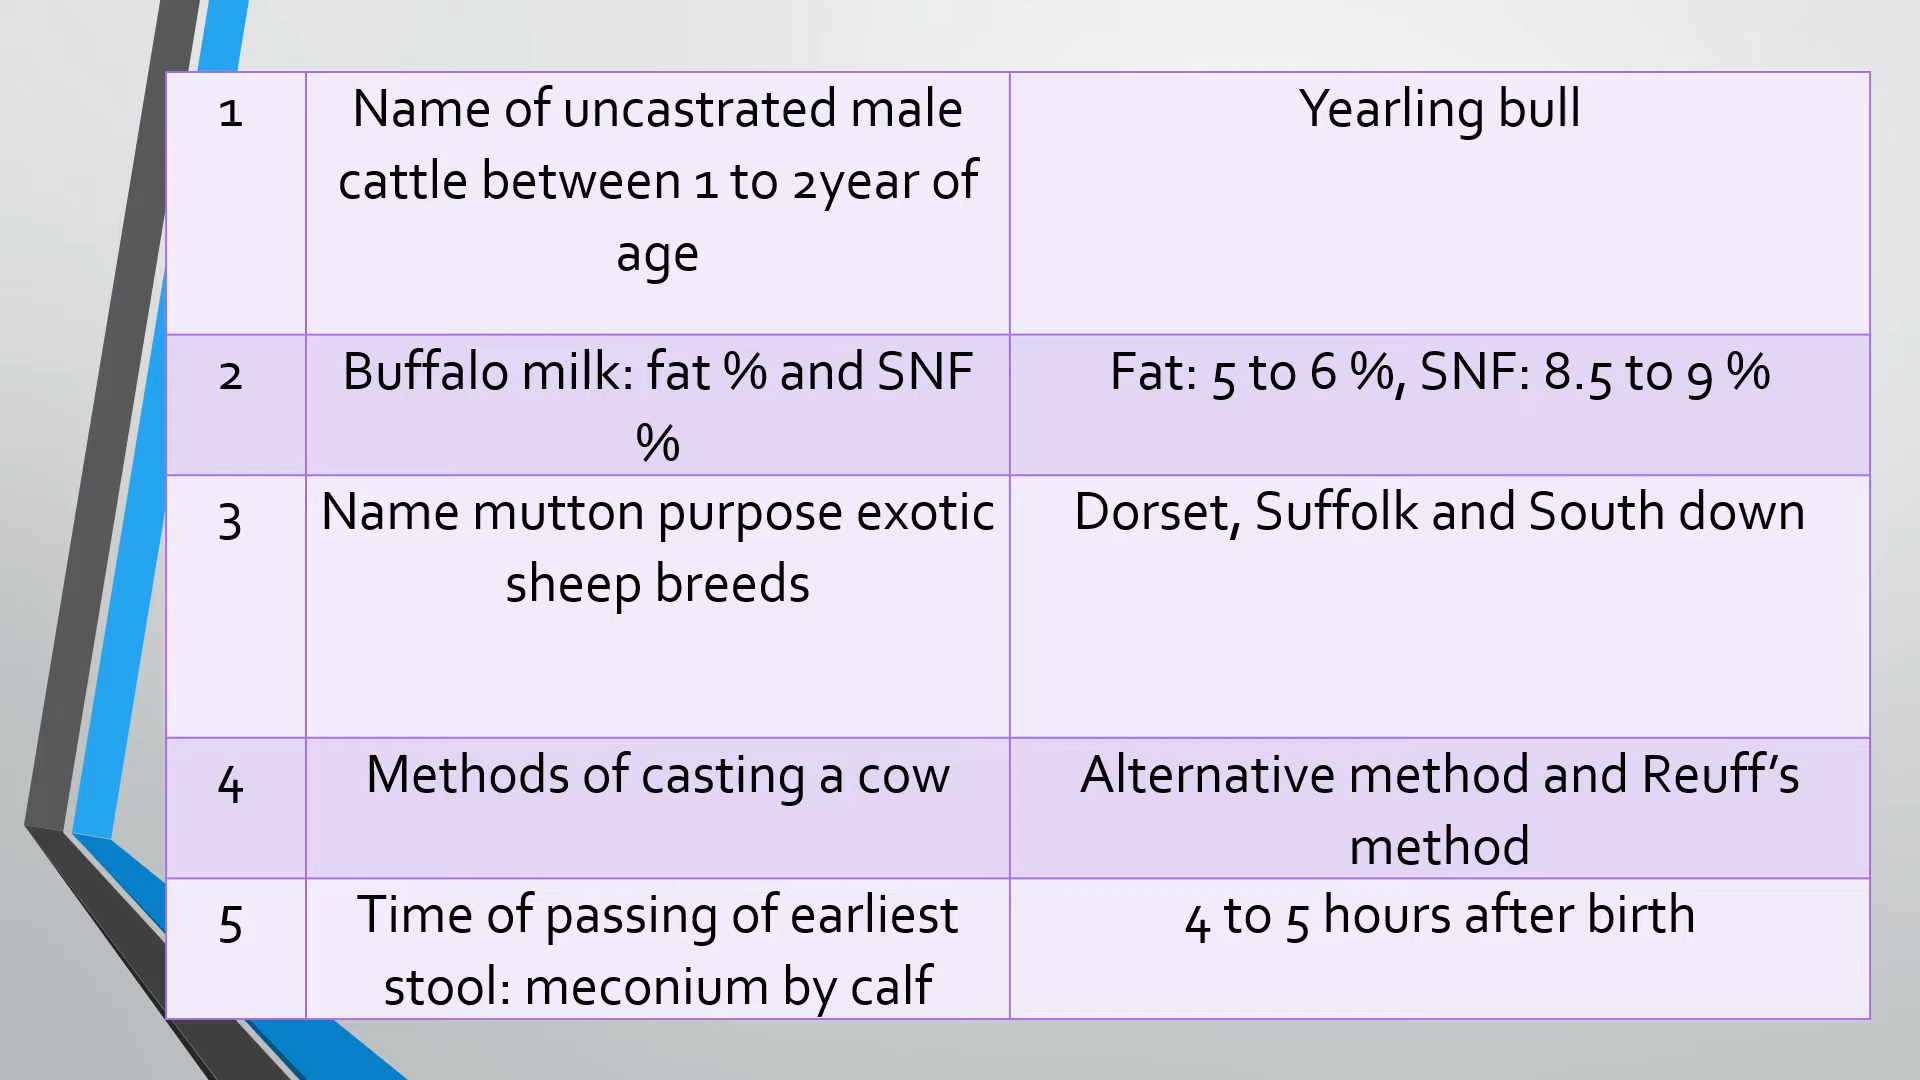 1
Name of uncastrated male
cattle between 1 to 2year of
age
Yearling bull
2
Buffalo milk: fat % and SNF
%
Fat: 5 to 6 %, SNF: 8.5 to 9 %
3
Name mutton purpose exotic
sheep breeds
Dorset, Suffolk and South down
4
Methods of casting a cow
Alternative method and Reuff’s
method
5
Time of passing of earliest
stool: meconium by calf
4 to 5 hours after birth